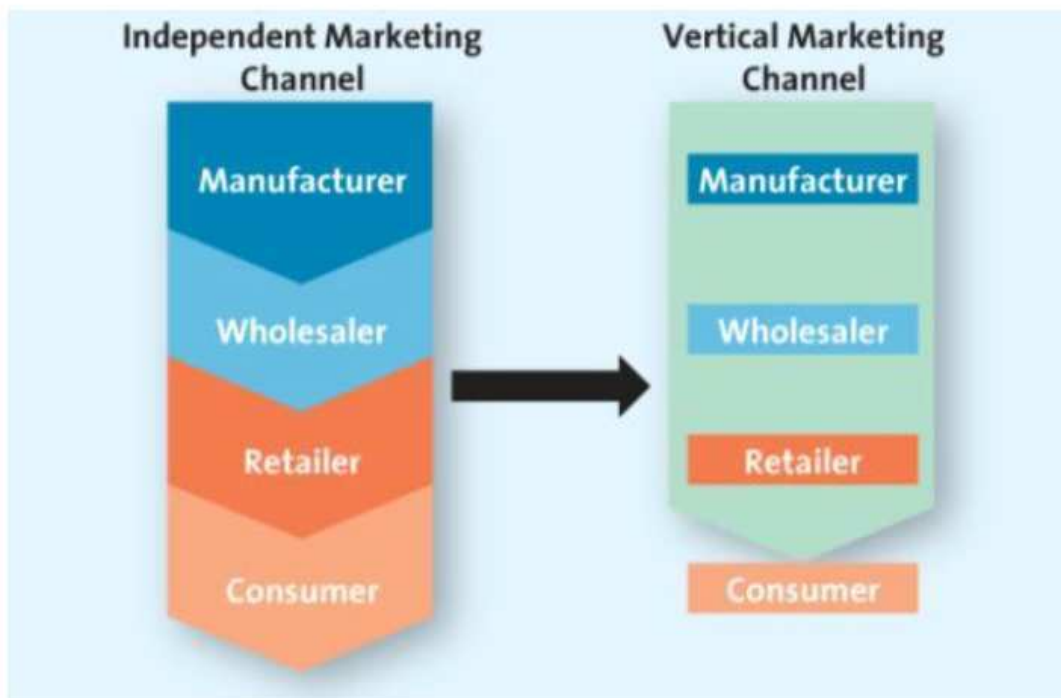 Independent Marketing
Channel
Manufacturer
Wholesaler
Retailer
Consumer
Vertical Marketing
Channel
Manufacturer
Wholesaler
Retailer
Consumer